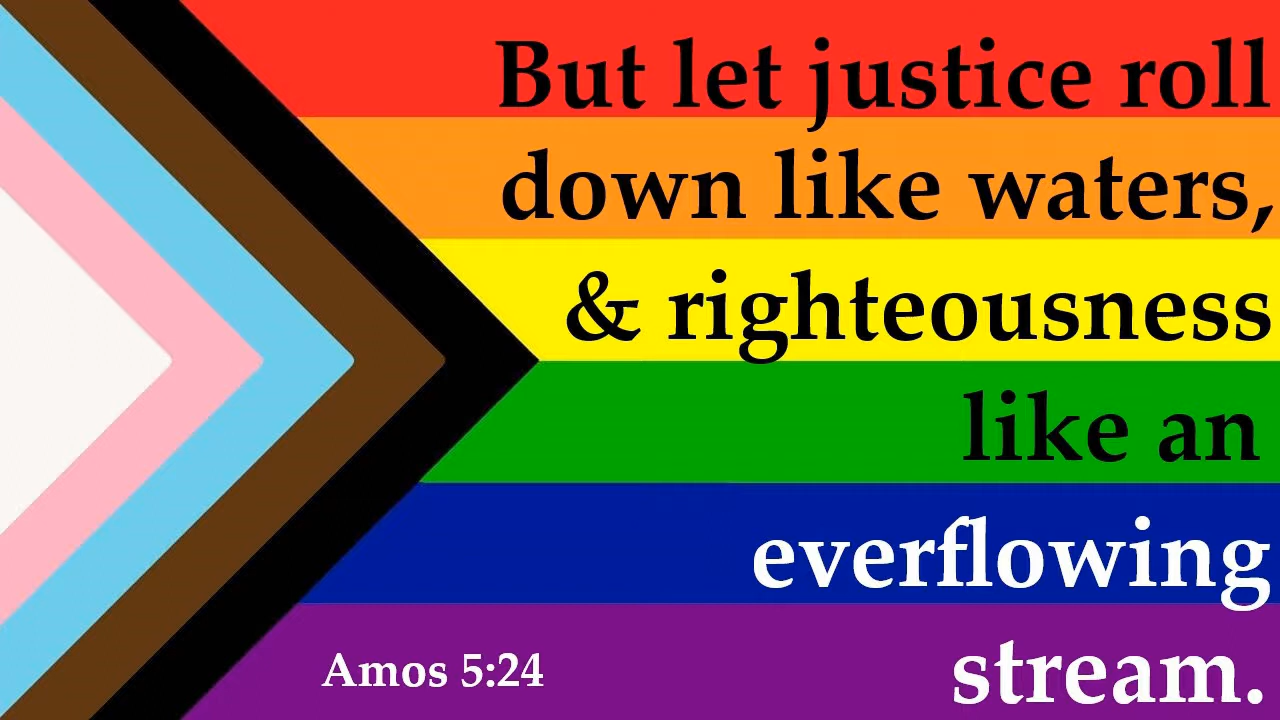 But let justice roll
down like waters,
& righteousness
like an
everflowing
stream.
Amos 5:24